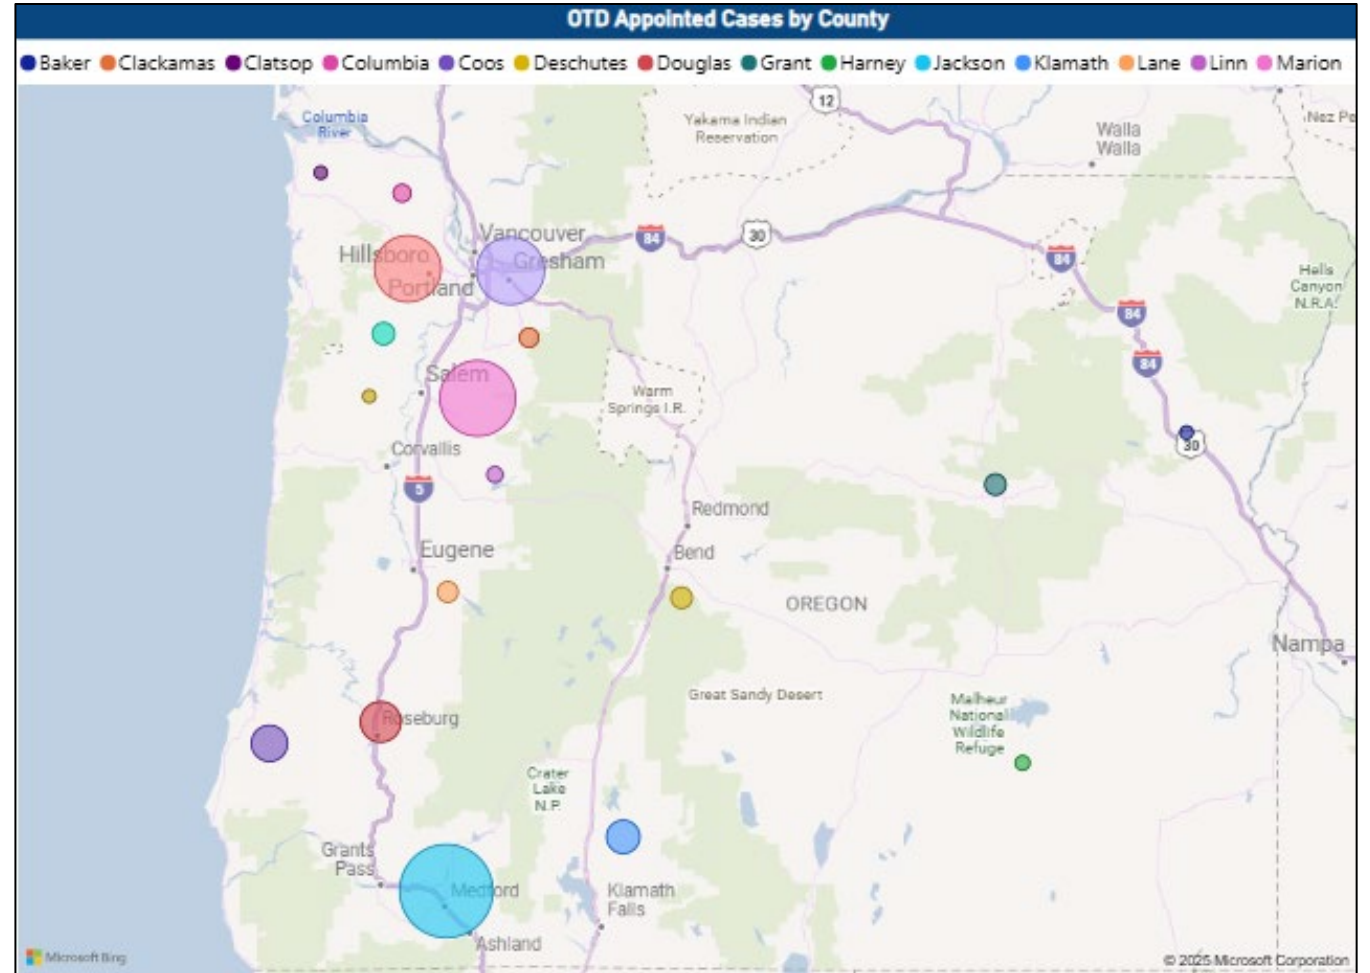 OTD Appointed Cases by County
Baker Clackamas Clatsop Columbia Coos Deschutes Douglas Grant Harney Jackson Klamath Lane Linn Marion
12
Columbia
River
Yakama Indian
Reservation
Walla
Walla
Nez Pe
Vancouver
84
30
Hillsboro
Gresham
84
Portland
Hells
Canyon
N.R.A.
84
84
Salem
Warm
Springs I.R.
30
Corvallis
5
Redmond
Eugene
Bend
OREGON
Nampa
Great Sandy Desert
Malheur
National
Wildlife
Refuge
Roseburg
Crater
Lake
N.P.
Grants
Pass
Medford
Klamath
Falls
Ashland
Microsoft Bing
© 2025 Microsoft Corporation